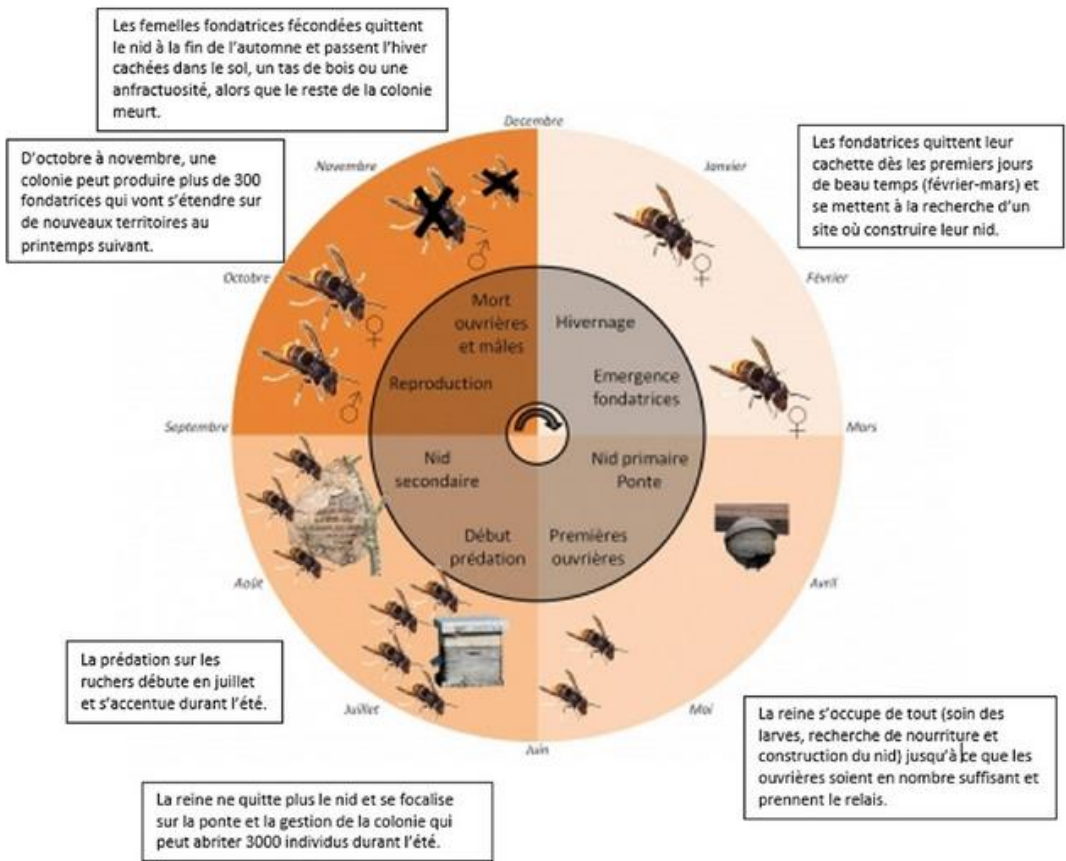 Les femelles fondatrices fécondées quittent
le nid à la fin de l'automne et passent l'hiver
cachées dans le sol, un tas de bois ou une
anfractuosité, alors que le reste de la colonie
meurt.
D'octobre à novembre, une
colonie peut produire plus de 300
fondatrices qui vont s'étendre sur
de nouveaux territoires au
printemps suivant.
Les fondatrices quittent leur
cachette dès les premiers jours
de beau temps (février-mars) et
se mettent à la recherche d'un
site où construire leur nid.
Decembre
Janvier
Février
Mars
Avril
Mai
Juin
Juillet
Août
Septembre
Octobre
Novembre
Mort
ouvrières
et mâles
Hivernage
Reproduction
Emergence
fondatrices
Nid
secondaire
Nid primaire
Ponte
Début
prédation
Premières
ouvrières
♂
♀
♂
♀
♀
La prédation sur les
ruchers débute en juillet
et s'accentue durant l'été.
La reine s'occupe de tout (soin des
larves, recherche de nourriture et
construction du nid) jusqu'à ce que les
ouvrières soient en nombre suffisant et
prennent le relais.
La reine ne quitte plus le nid et se focalise
sur la ponte et la gestion de la colonie qui
peut abriter 3000 individus durant l'été.